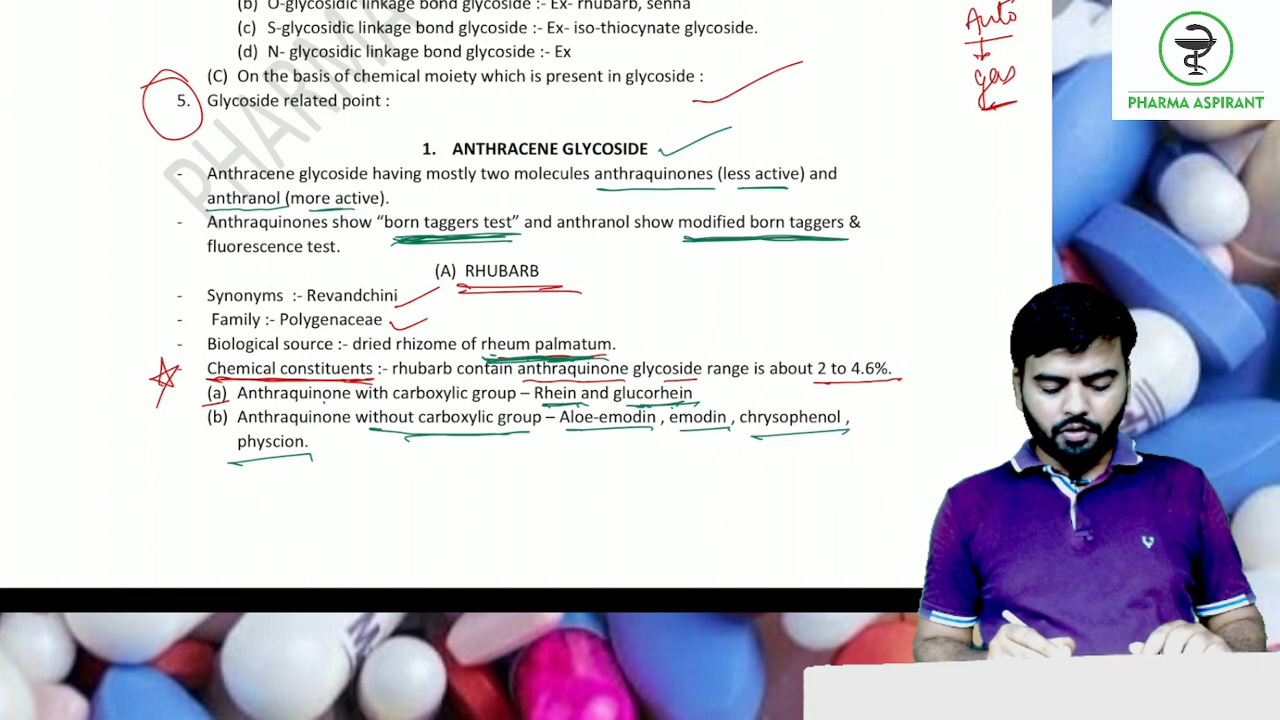 (b) O-glycosidic linkage bond glycoside :- Ex- rhubarb, senna
(c) S-glycosidic linkage bond glycoside :- Ex- iso-thiocynate glycoside.
(d) N- glycosidic linkage bond glycoside :- Ex
(C) On the basis of chemical moiety which is present in glycoside :
5. Glycoside related point :
1. ANTHRACENE GLYCOSIDE
- Anthracene glycoside having mostly two molecules anthraquinones (less active) and
anthranol (more active).
- Anthraquinones show “born taggers test” and anthranol show modified born taggers &
fluorescence test.
(A) RHUBARB
- Synonyms :- Revandchini
- Family :- Polygenaceae
- Biological source :- dried rhizome of rheum palmatum.
- Chemical constituents :- rhubarb contain anthraquinone glycoside range is about 2 to 4.6%.
(a) Anthraquinone with carboxylic group – Rhein and glucorhein
(b) Anthraquinone without carboxylic group – Aloe-emodin , emodin , chrysophenol ,
physcion.
Auto
gas
PHARMA ASPIRANT
PHARMA